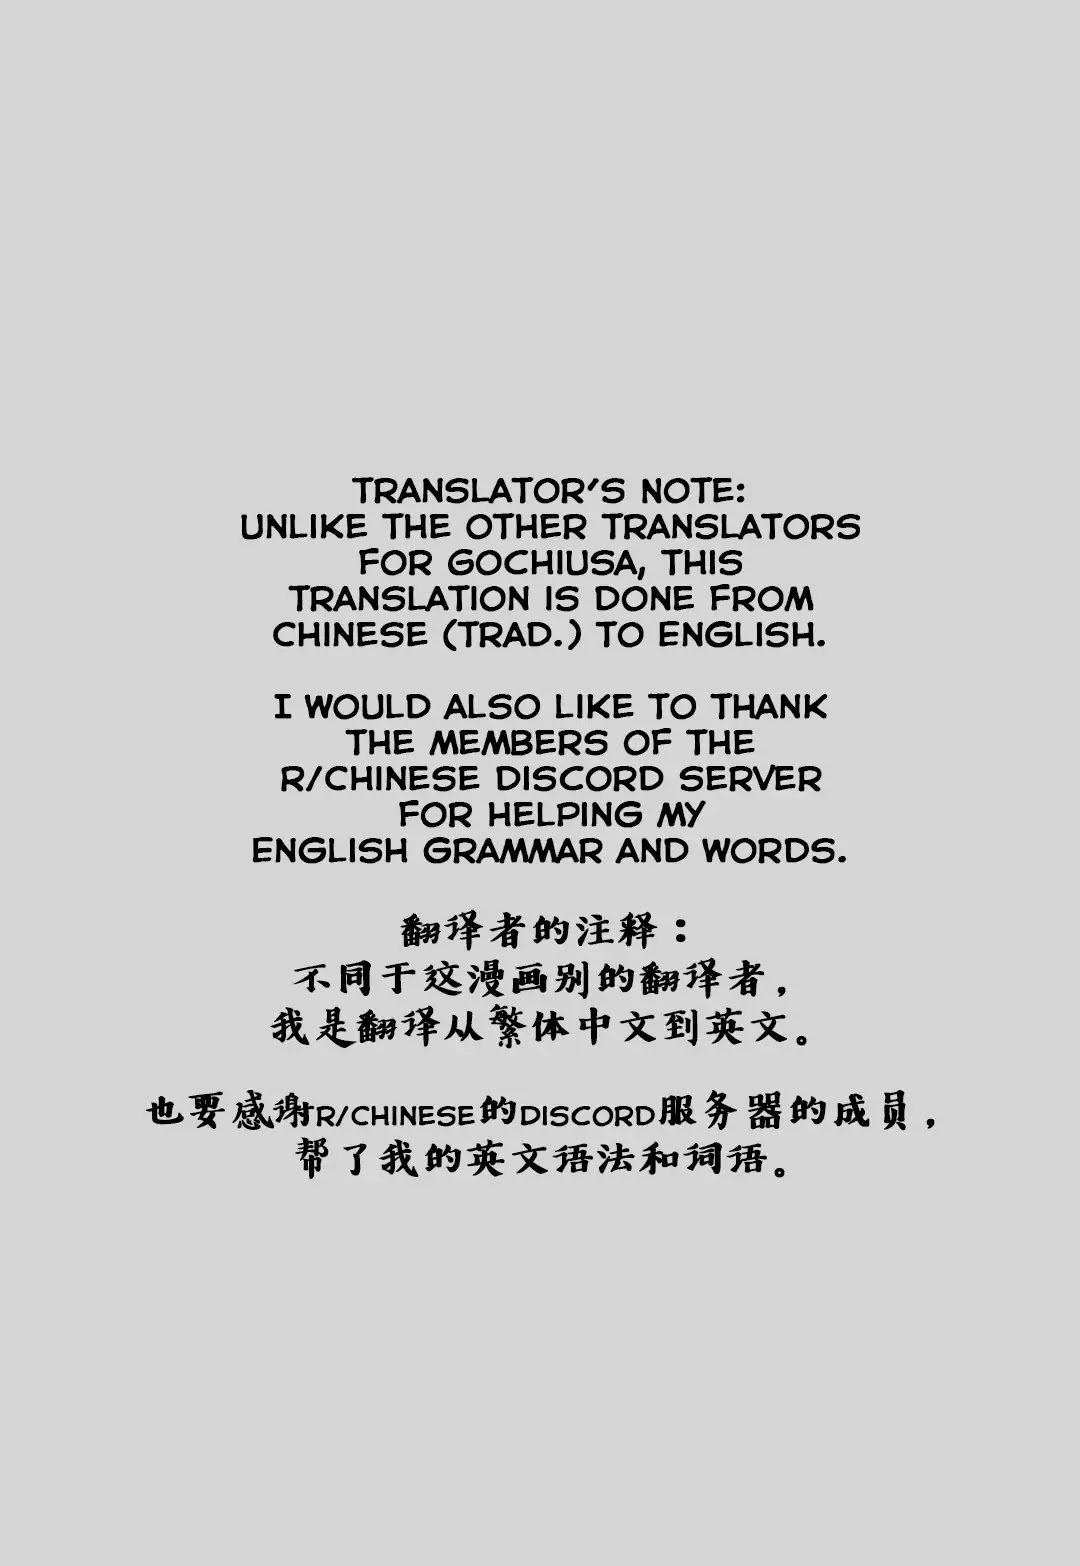 TRANSLATOR'S NOTE:
UNLIKE THE OTHER TRANSLATORS
FOR GOCHIUSA, THIS
TRANSLATION IS DONE FROM
CHINESE (TRAD.) TO ENGLISH.
I WOULD ALSO LIKE TO THANK
THE MEMBERS OF THE
R/CHINESE DISCORD SERVER
FOR HELPING MY
ENGLISH GRAMMAR AND WORDS.
翻译者的注释：
不同于这漫画别的翻译者，
我是翻译从繁体中文到英文。
也要感谢R/CHINESE的DISCORD服务器的成员，
帮了我的英文语法和词语。